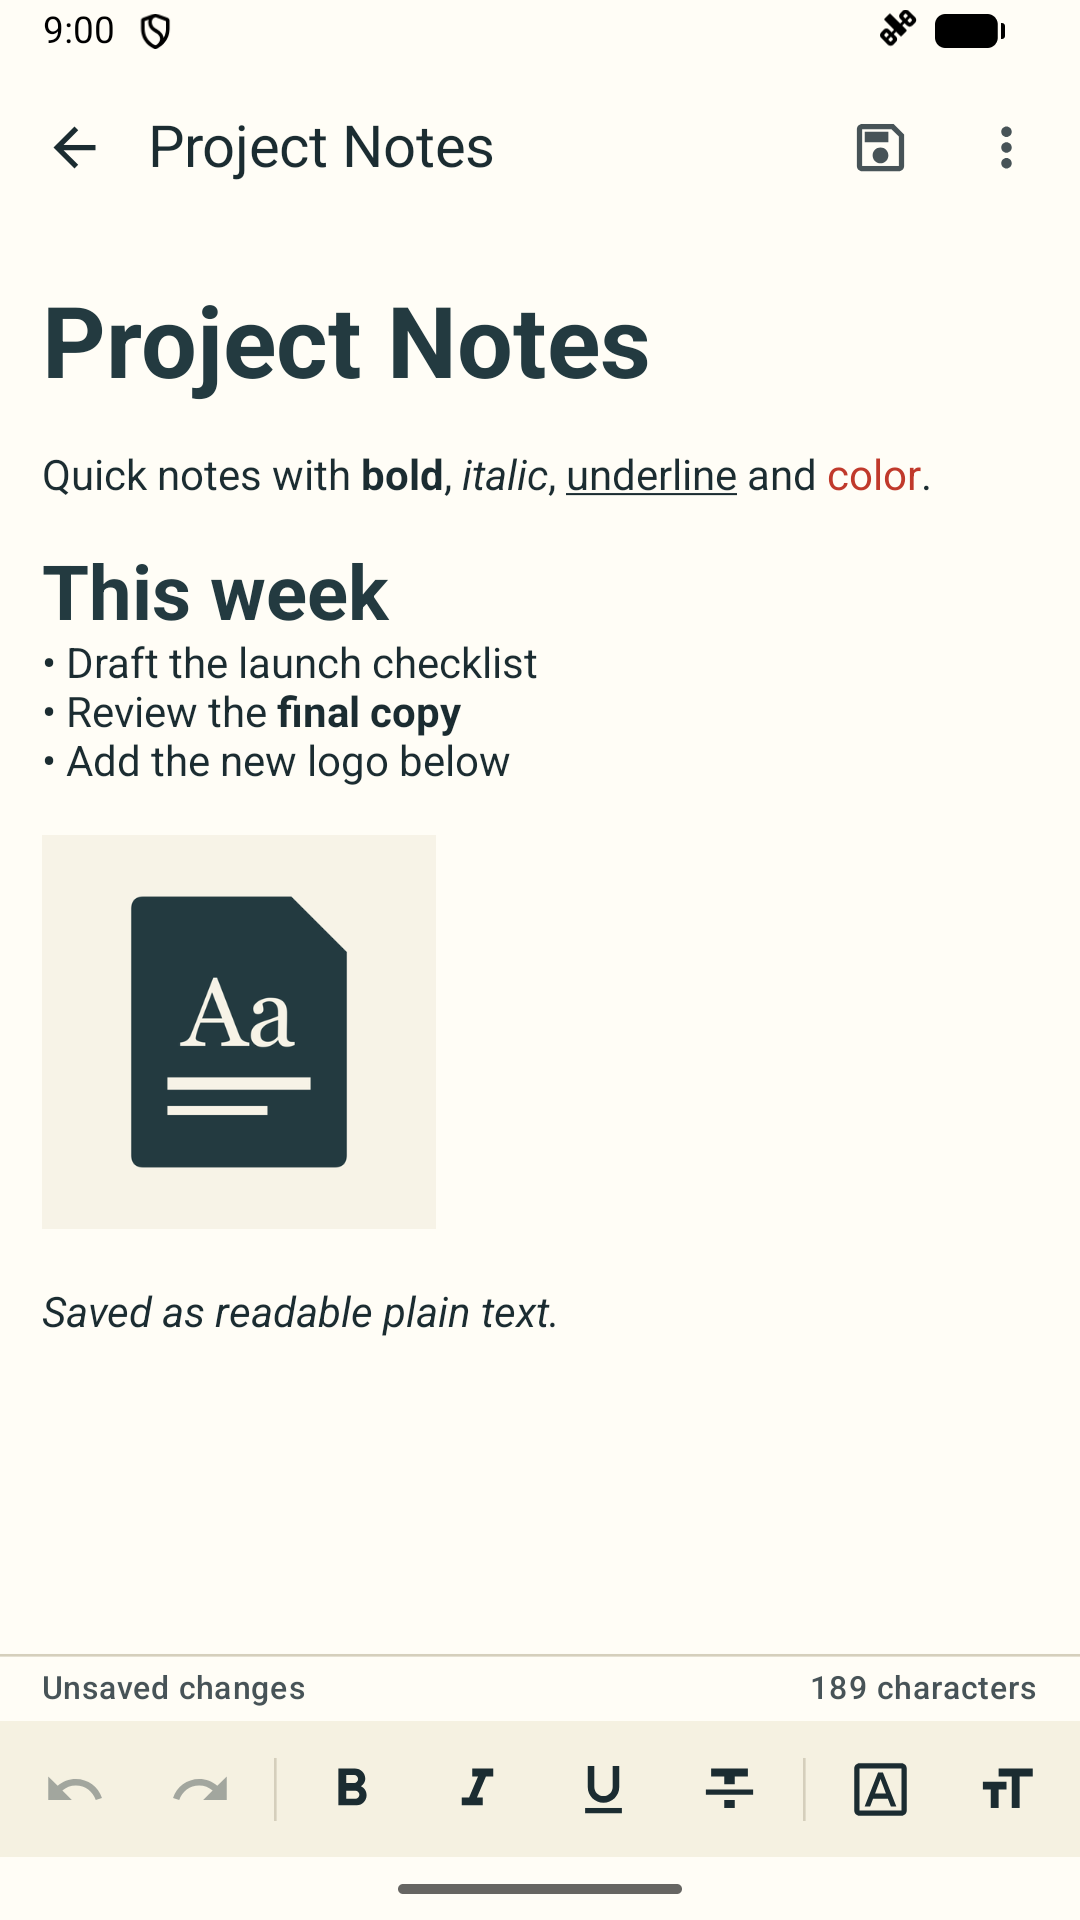 9:00
Project Notes
Project Notes
Quick notes with bold, italic, underline and color.
This week
• Draft the launch checklist
• Review the final copy
• Add the new logo below
Aa
Saved as readable plain text.
Unsaved changes
189 characters
B I U T A TT